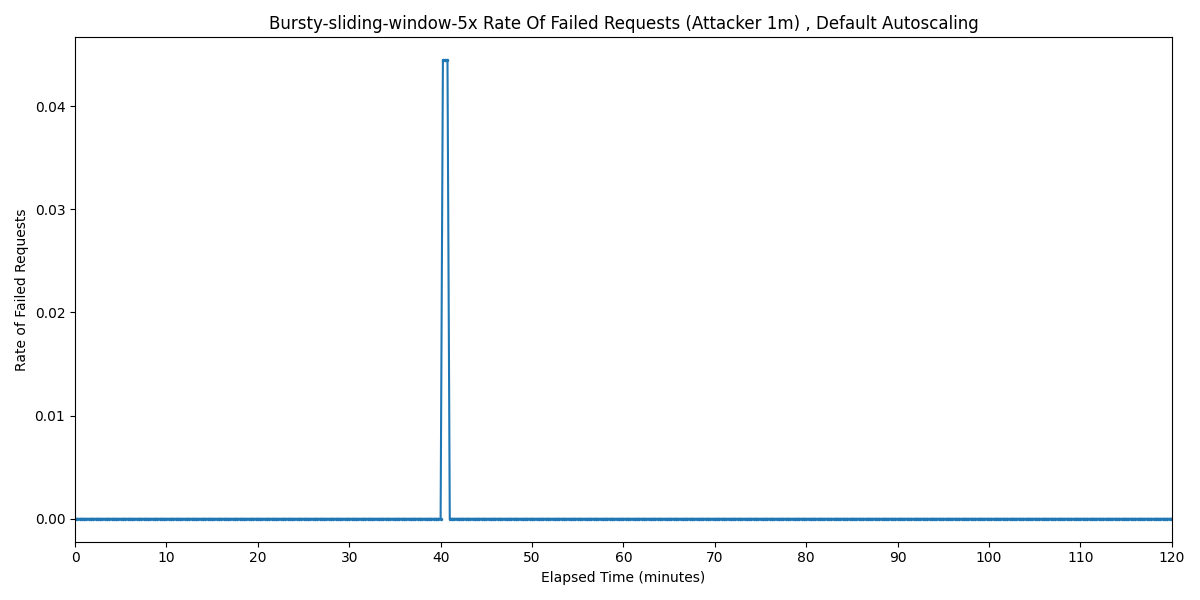 Bursty-sliding-window-5x Rate Of Failed Requests (Attacker 1m) , Default Autoscaling
Rate of Failed Requests
0.04
0.03
0.02
0.01
0.00
0 10 20 30 40 50 60 70 80 90 100 110 120
Elapsed Time (minutes)